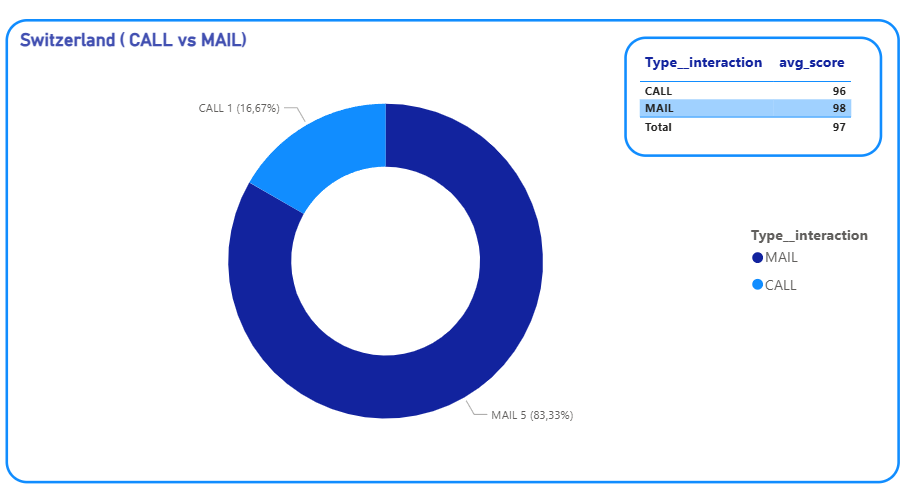 Switzerland ( CALL vs MAIL)
Type__interaction avg_score
CALL 96
MAIL 98
Total 97
CALL 1 (16,67%)
Type__interaction
MAIL
CALL
MAIL 5 (83,33%)